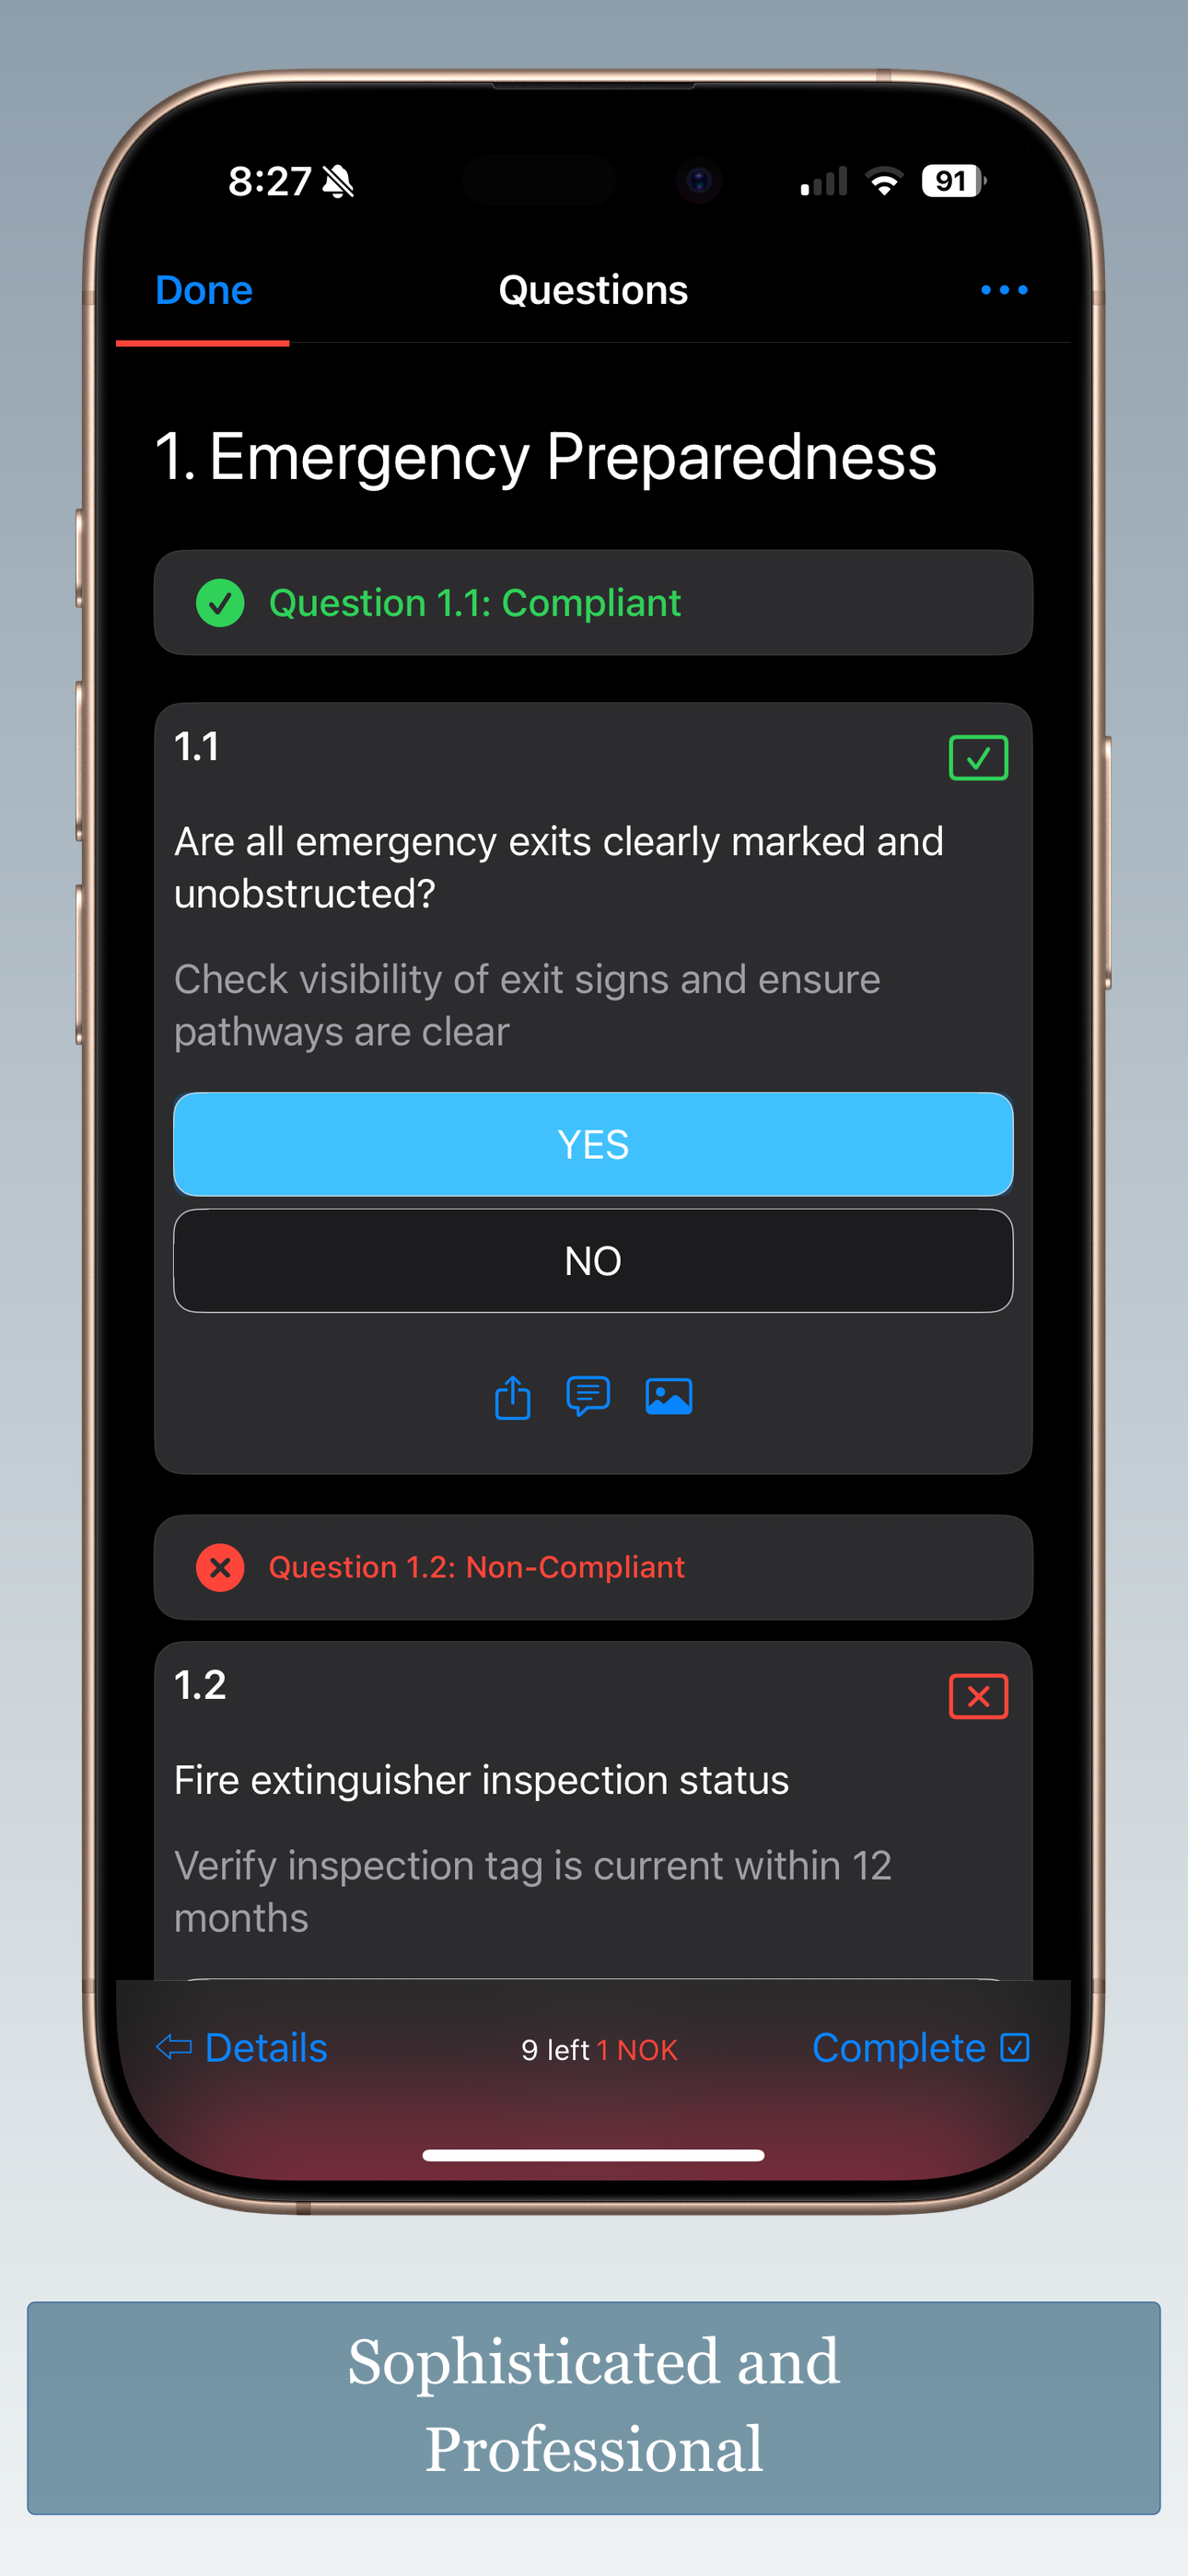 8:27
91
Done
Questions
1. Emergency Preparedness
Question 1.1: Compliant
1.1
Are all emergency exits clearly marked and
unobstructed?
Check visibility of exit signs and ensure
pathways are clear
YES
NO
Question 1.2: Non-Compliant
1.2
Fire extinguisher inspection status
Verify inspection tag is current within 12
months
Details
9 left 1 NOK
Complete
Sophisticated and
Professional